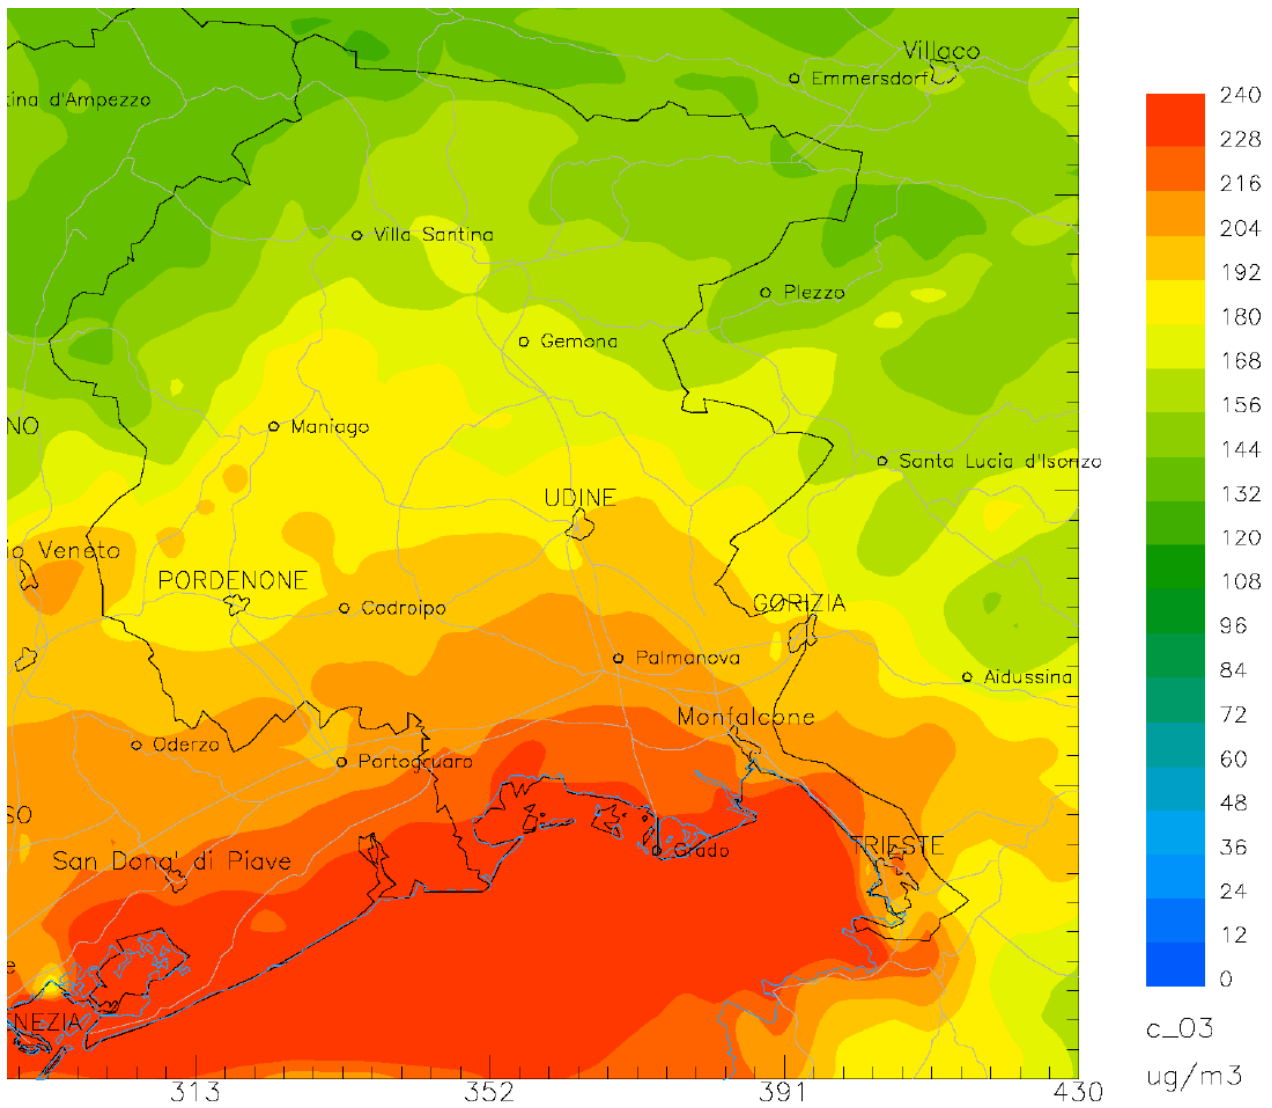 Villaco
Emmersdorf
tina d'Ampezzo
Villa Santina
Plezzo
Gemona
NO
Maniago
Santa Lucia d'Isonzo
UDINE
io Veneto
PORDENONE
Codroipo
GORIZIA
Palmanova
Aidussina
Monfalcone
Oderzo
Portogruaro
SO
TRIESTE
San Dona' di Piave
Grado
e
NEZIA
313
352
391
430
240
228
216
204
192
180
168
156
144
132
120
108
96
84
72
60
48
36
24
12
0
c_03
ug/m3